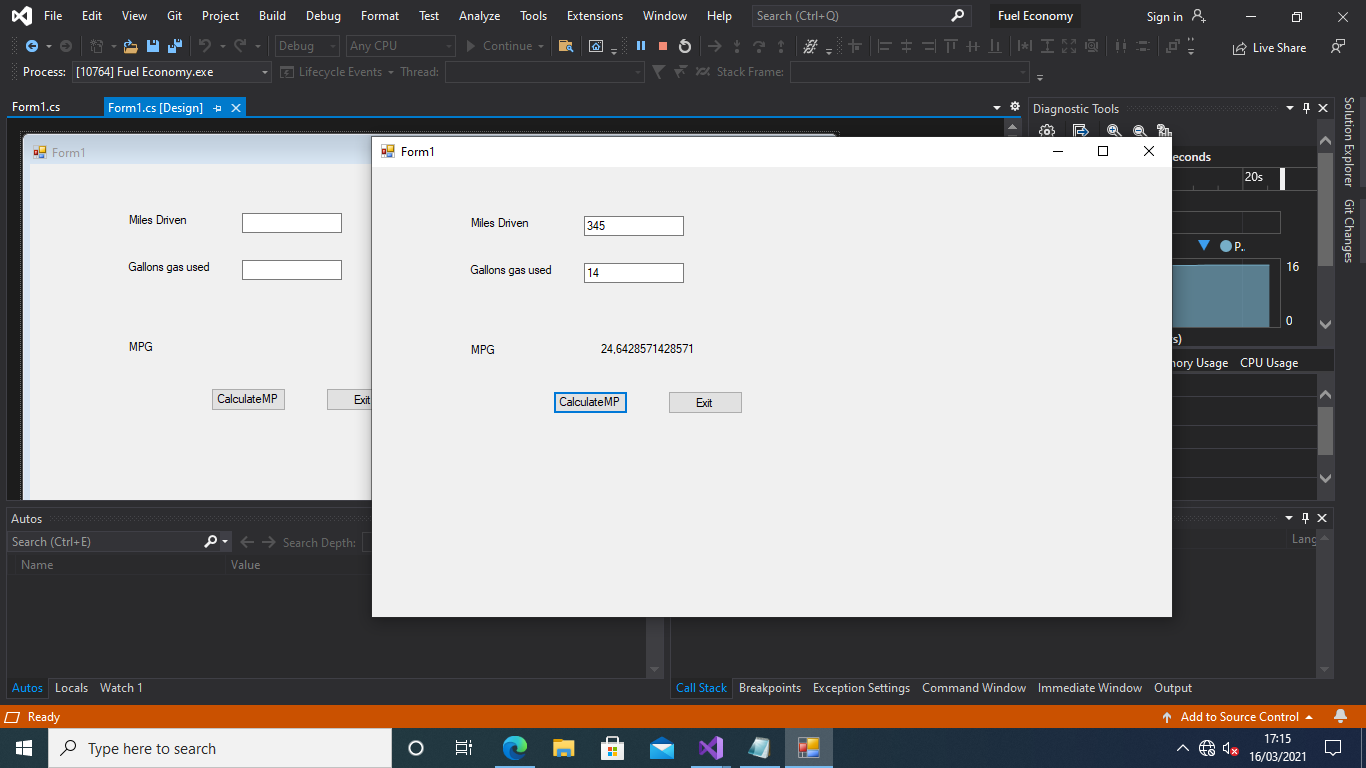 File Edit View Git Project Build Debug Format Test Analyze Tools Extensions Window Help Search (Ctrl+Q) Fuel Economy Sign in
Debug Any CPU Continue Live Share
Process: [10764] Fuel Economy.exe Lifecycle Events Thread: Stack Frame:
Form1.cs Form1.cs [Design] Diagnostic Tools
Form1
Miles Driven
Gallons gas used
MPG
CalculateMP Exit
Form1
Miles Driven 345
Gallons gas used 14
MPG 24,6428571428571
CalculateMP Exit
econds
20s
P..
16
0
s)
nory Usage CPU Usage
Solution Explorer
Git Changes
Autos
Search (Ctrl+E) Search Depth:
Name Value
Lang
Autos Locals Watch 1
Call Stack Breakpoints Exception Settings Command Window Immediate Window Output
Ready Add to Source Control
Type here to search
17:15
16/03/2021